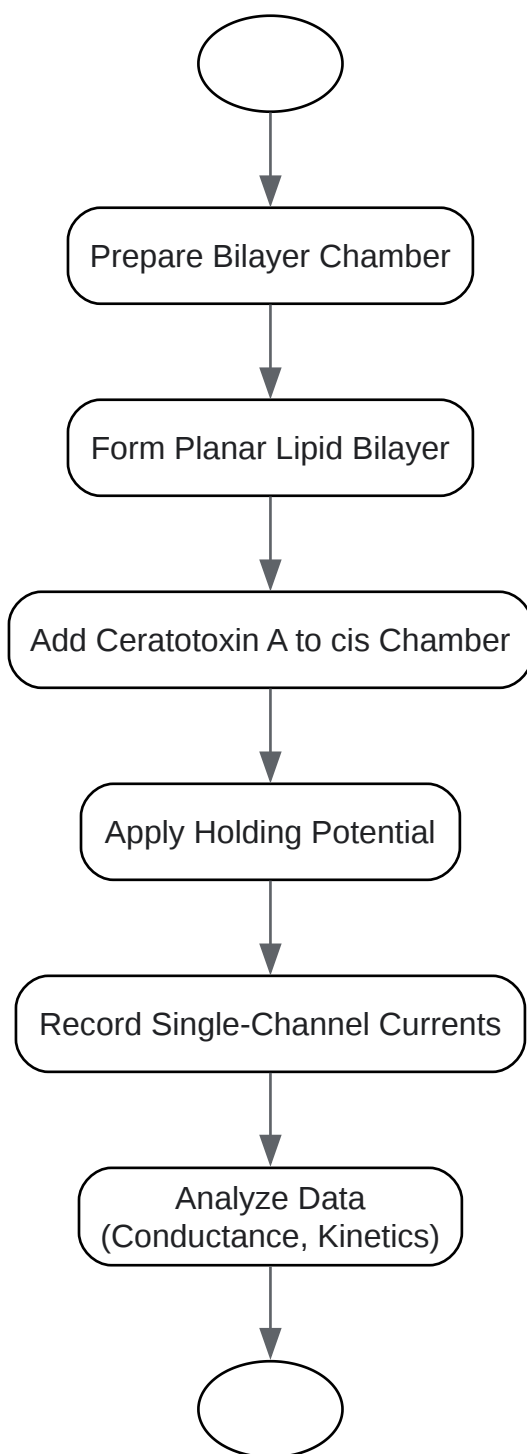 Prepare Bilayer Chamber
Form Planar Lipid Bilayer
Add Ceratotoxin A to cis Chamber
Apply Holding Potential
Record Single-Channel Currents
Analyze Data
(Conductance, Kinetics)